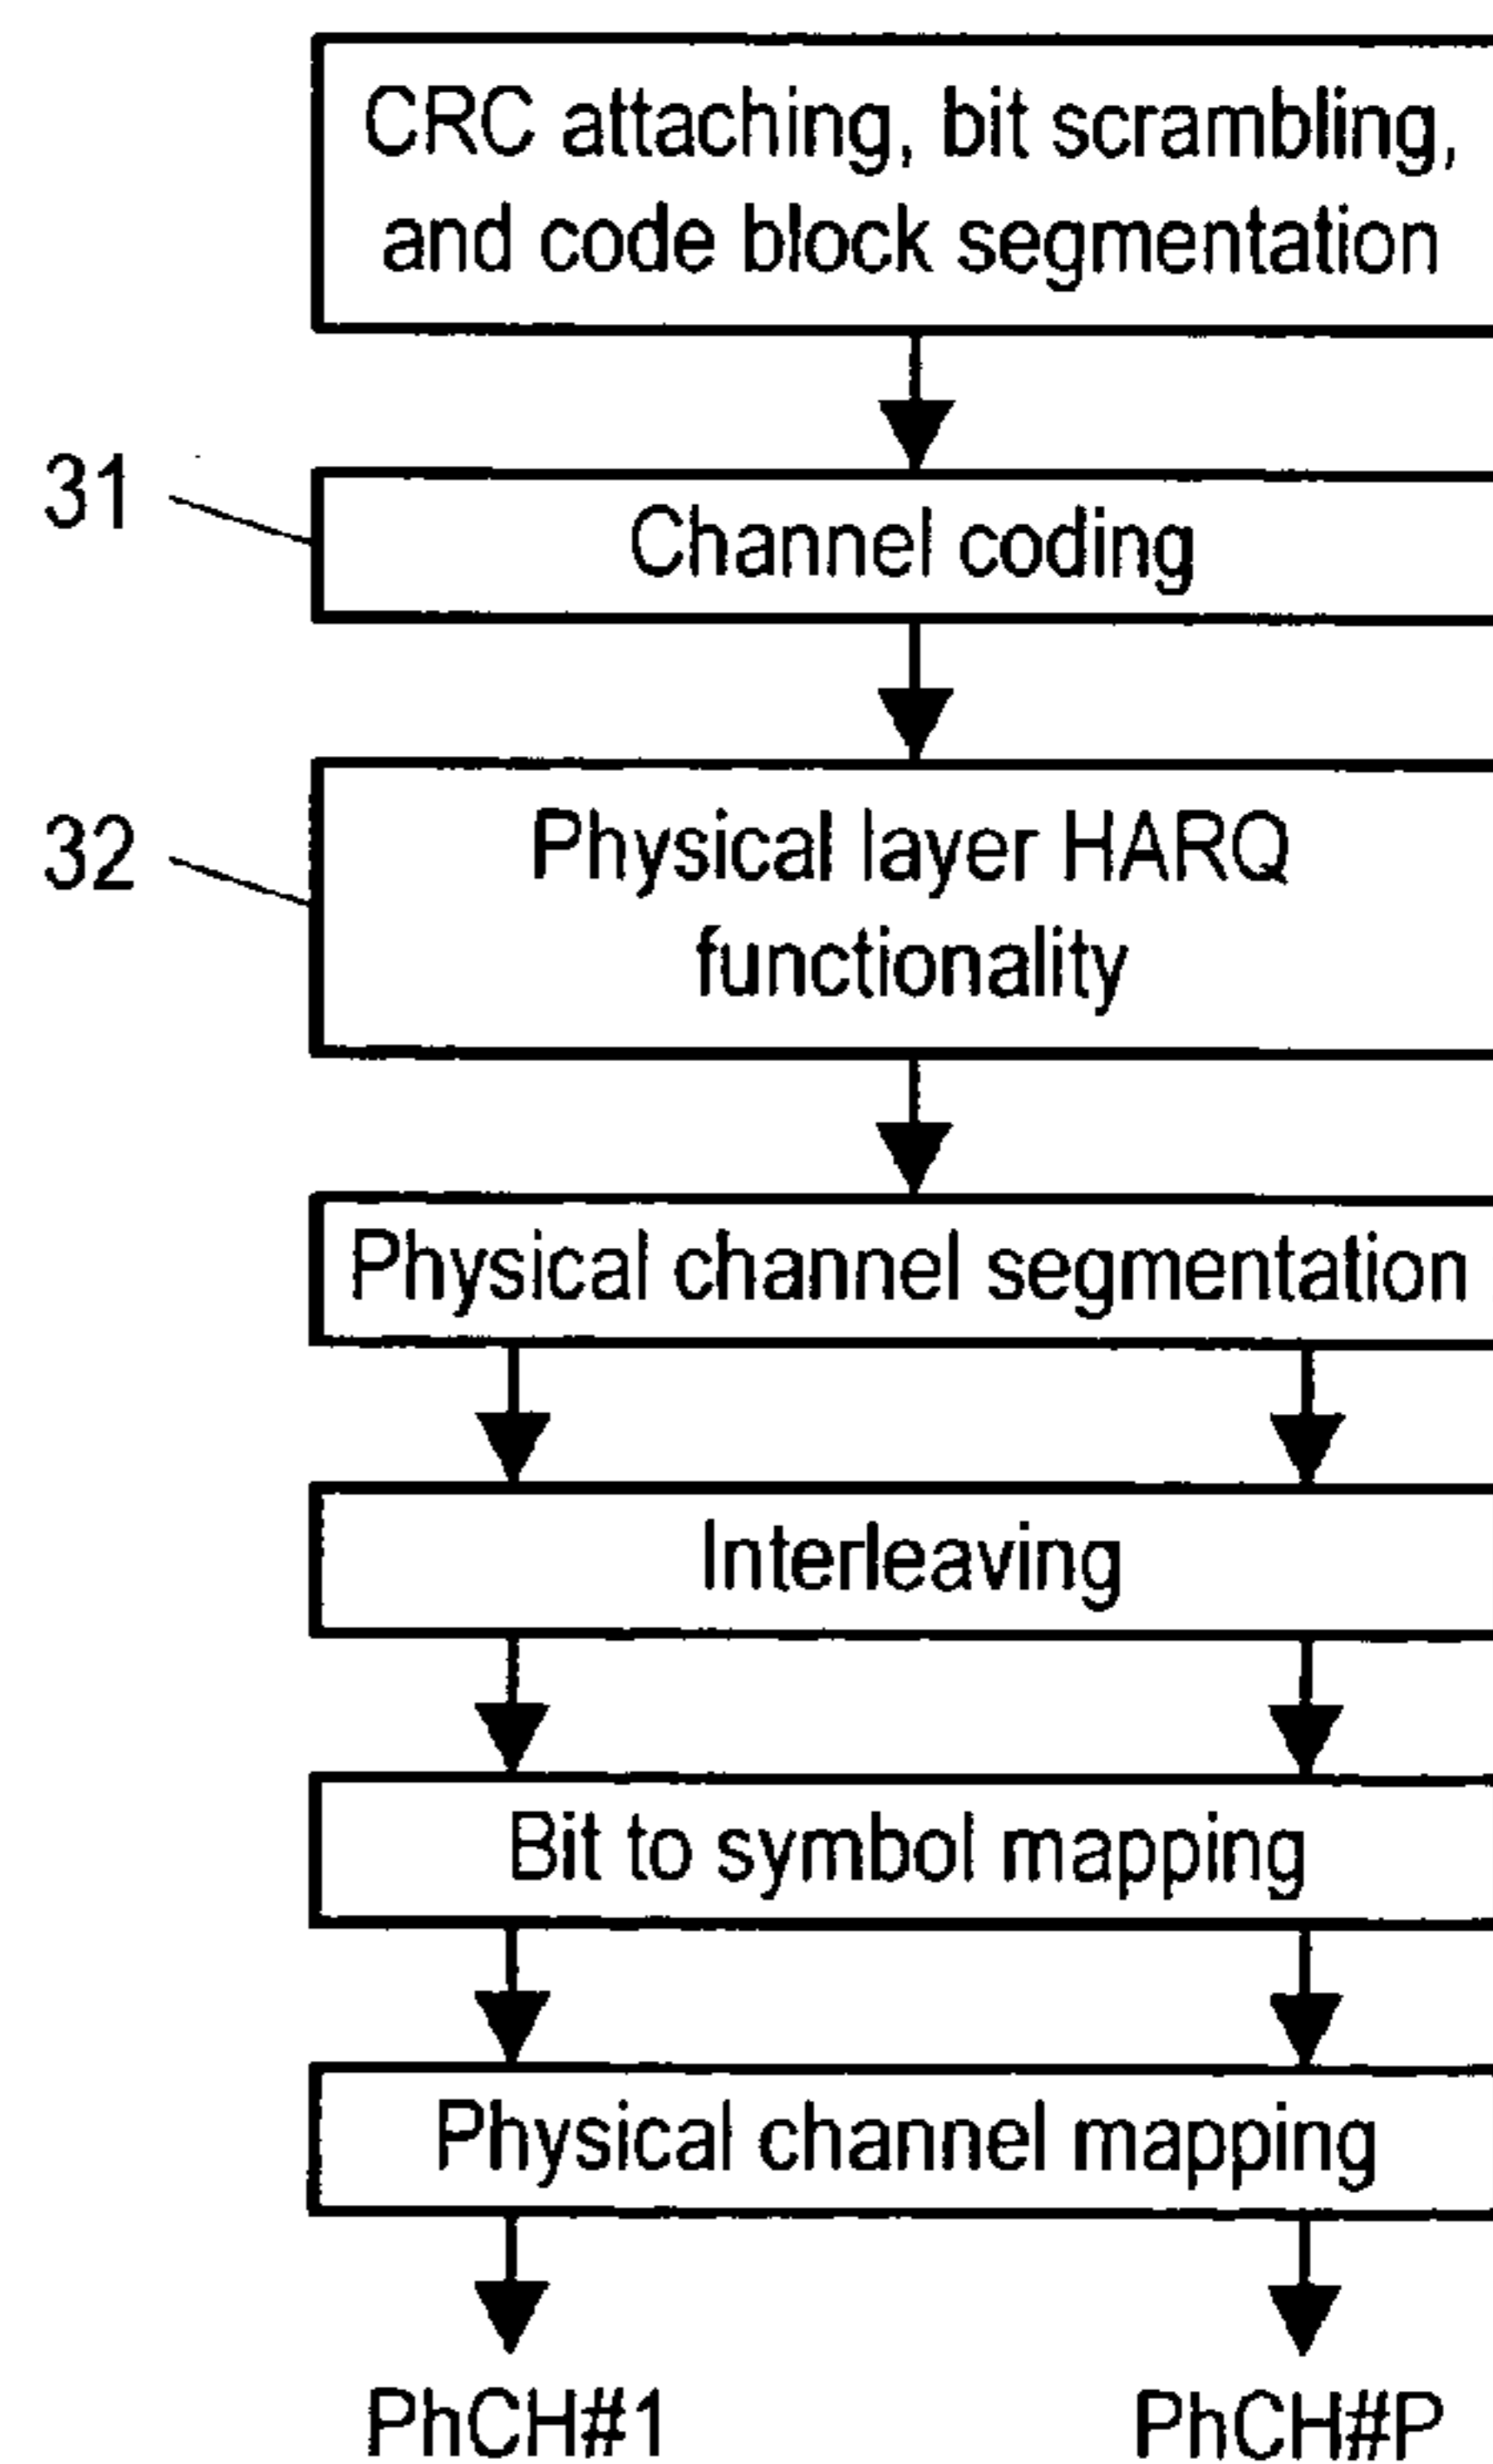 CRC attaching, bit scrambling,
and code block segmentation
31
Channel coding
32
Physical layer HARQ
functionality
Physical channel segmentation
Interleaving
Bit to symbol mapping
Physical channel mapping
PhCH#1
PhCH#P